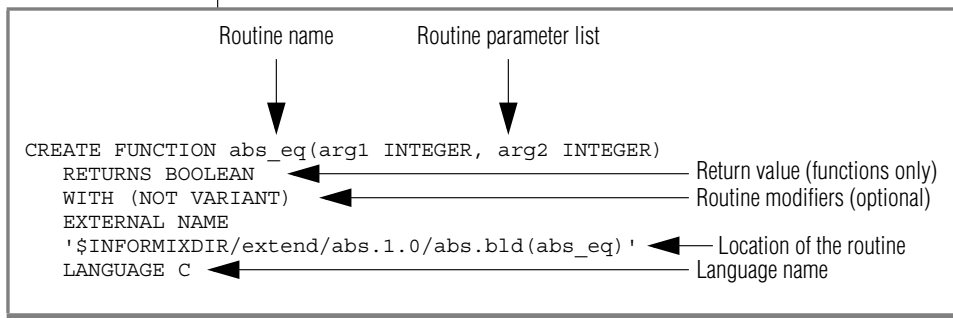 Routine name Routine parameter list
CREATE FUNCTION abs_eq(arg1 INTEGER, arg2 INTEGER)
RETURNS BOOLEAN Return value (functions only)
WITH (NOT VARIANT) Routine modifiers (optional)
EXTERNAL NAME
'$INFORMIXDIR/extend/abs.1.0/abs.bld(abs_eq)' Location of the routine
LANGUAGE C Language name